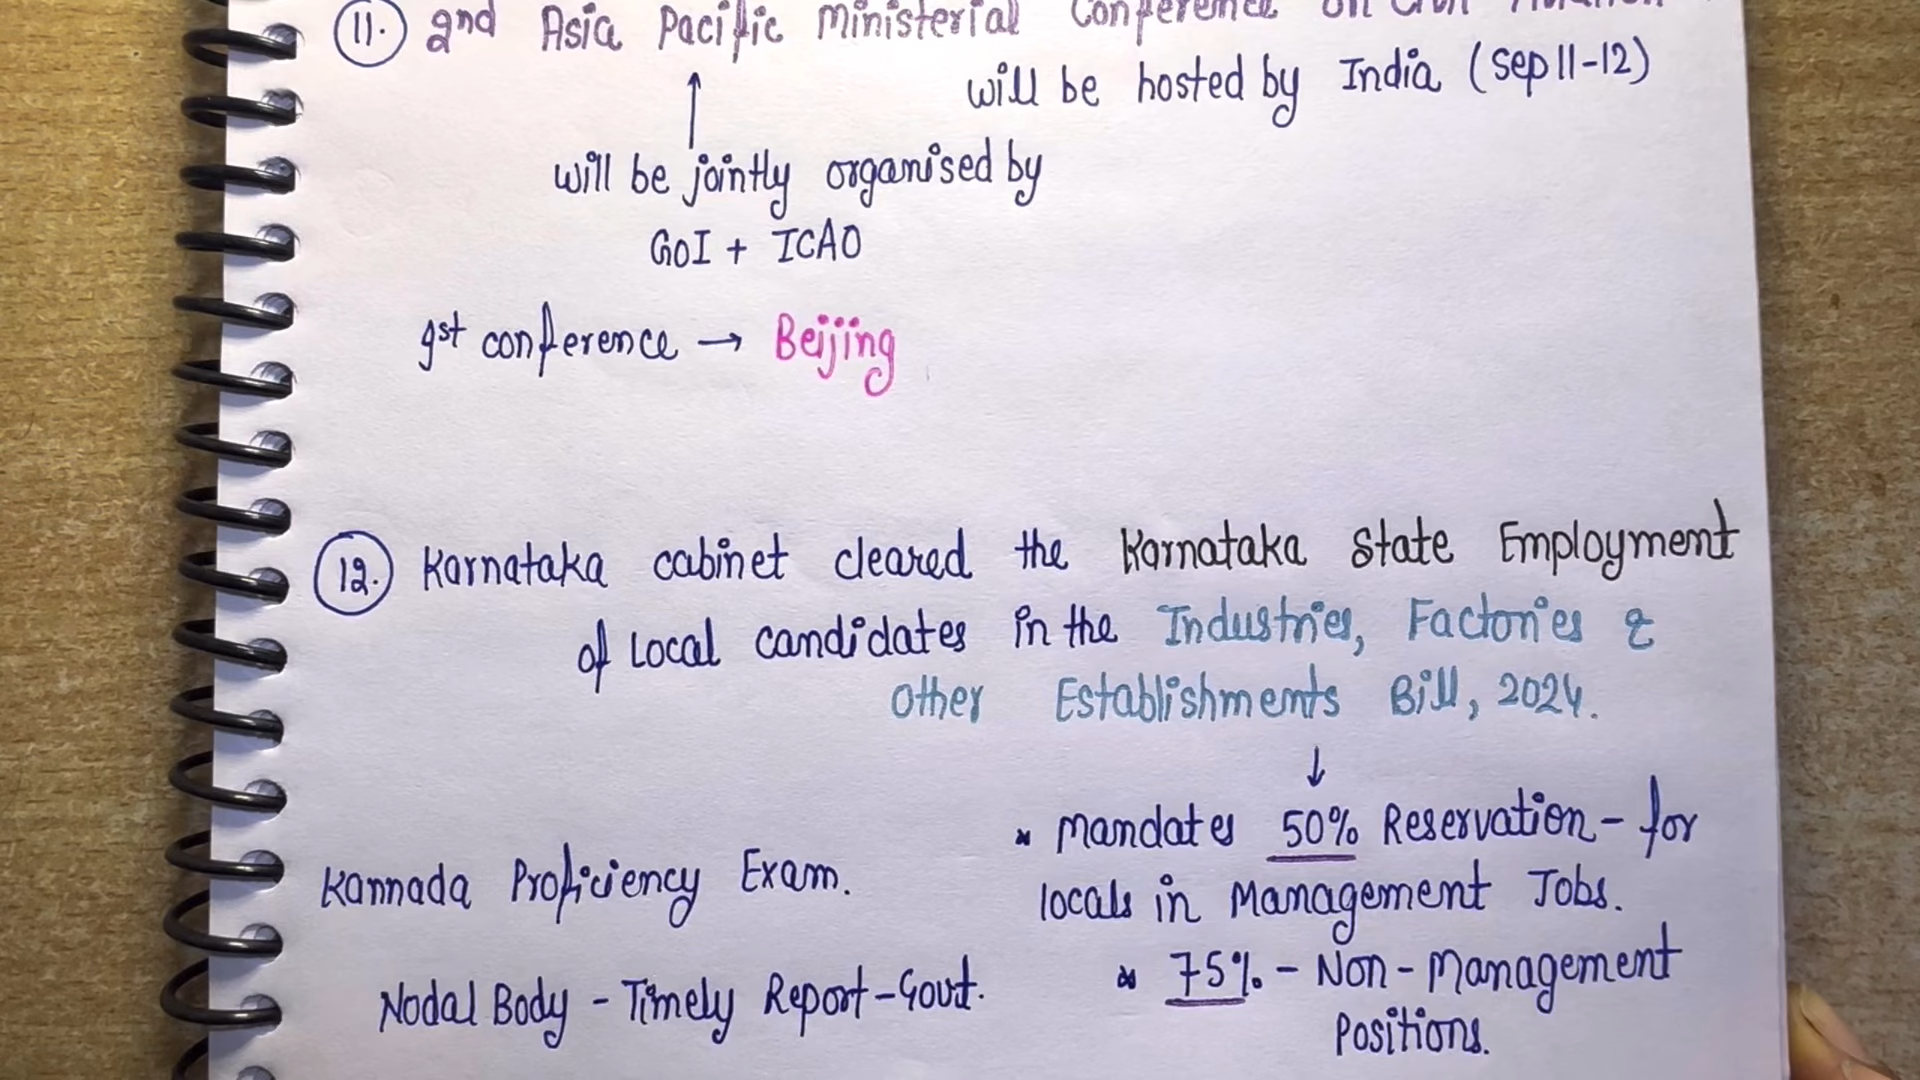 11. 2nd Asia Pacific Ministerial Conference on Civil Aviation
will be hosted by India (Sep 11-12)
will be jointly organised by
GoI + ICAO
1st conference → Beijing
12. Karnataka cabinet cleared the Karnataka State Employment
of Local candidates in the Industries, Factories &
Other Establishments Bill, 2024.
↓
* Mandates 50% Reservation - for
locals in Management Jobs.
* 75% - Non-Management
Positions.
Kannada Proficiency Exam.
Nodal Body - Timely Report - Govt.